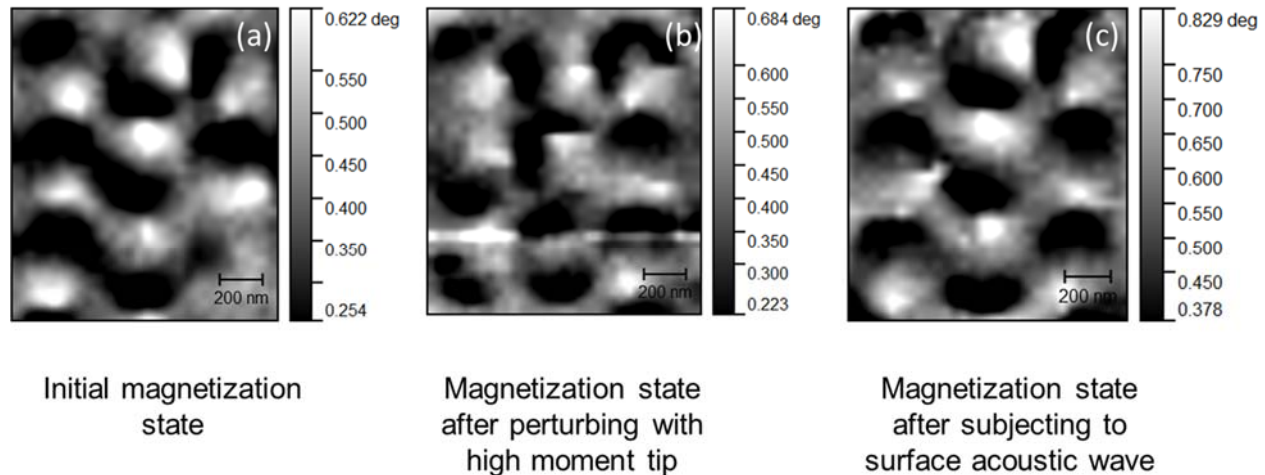 (a)
0.622 deg
0.550
0.500
0.450
0.400
0.350
0.254
200 nm
(b)
0.684 deg
0.600
0.550
0.500
0.450
0.400
0.350
0.300
0.223
200 nm
(c)
0.829 deg
0.750
0.700
0.650
0.600
0.550
0.500
0.450
0.378
200 nm
Initial magnetization
state
Magnetization state
after perturbing with
high moment tip
Magnetization state
after subjecting to
surface acoustic wave